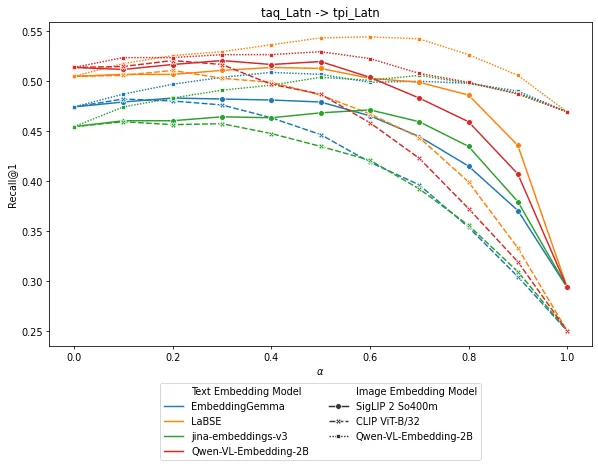 taq_Latn -> tpi_Latn
Recall@1
0.55
0.50
0.45
0.40
0.35
0.30
0.25
0.0 0.2 0.4 0.6 0.8 1.0
α
Text Embedding Model Image Embedding Model
EmbeddingGemma SigLIP 2 So400m
LaBSE CLIP ViT-B/32
jina-embeddings-v3 Qwen-VL-Embedding-2B
Qwen-VL-Embedding-2B